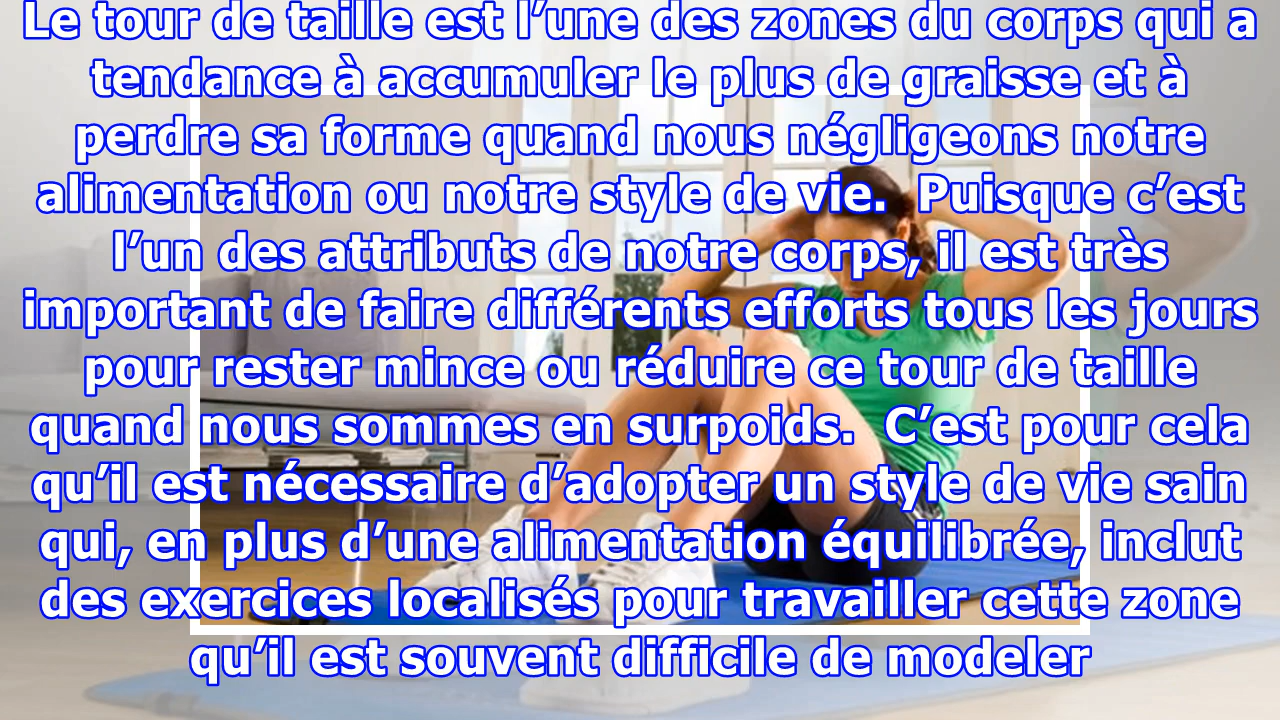 Le tour de taille est l’une des zones du corps qui a
tendance à accumuler le plus de graisse et à
perdre sa forme quand nous négligeons notre
alimentation ou notre style de vie.  Puisque c’est
l’un des attributs de notre corps, il est très
important de faire différents efforts tous les jours
pour rester mince ou réduire ce tour de taille
quand nous sommes en surpoids.  C’est pour cela
qu’il est nécessaire d’adopter un style de vie sain
qui, en plus d’une alimentation équilibrée, inclut
des exercices localisés pour travailler cette zone
qu’il est souvent difficile de modeler